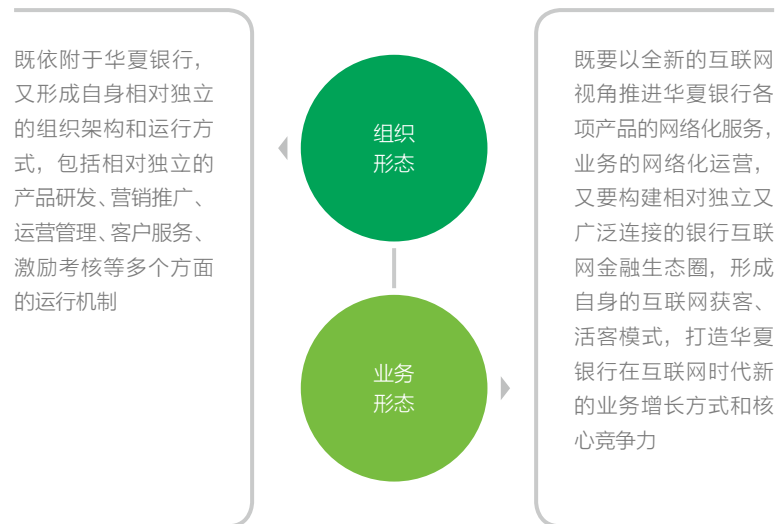 既依附于华夏银行，
又形成自身相对独立
的组织架构和运行方
式，包括相对独立的
产品研发、营销推广、
运营管理、客户服务、
激励考核等多个方面
的运行机制
组织
形态
业务
形态
既要以全新的互联网
视角推进华夏银行各
项产品的网络化服务，
业务的网络化运营，
又要构建相对独立又
广泛连接的银行互联
网金融生态圈，形成
自身的互联网获客、
活客模式，打造华夏
银行在互联网时代新
的业务增长方式和核
心竞争力